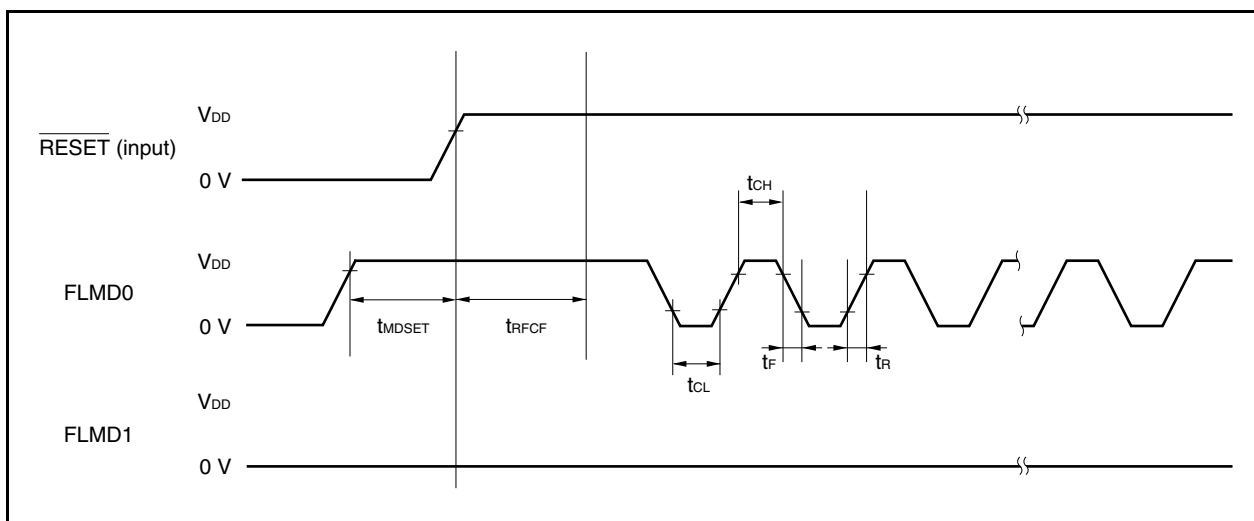 VDD
RESET (input)
0 V
tCH
VDD
FLMD0
tMDSET
tRFCF
0 V
tF
tR
tCL
VDD
FLMD1
0 V